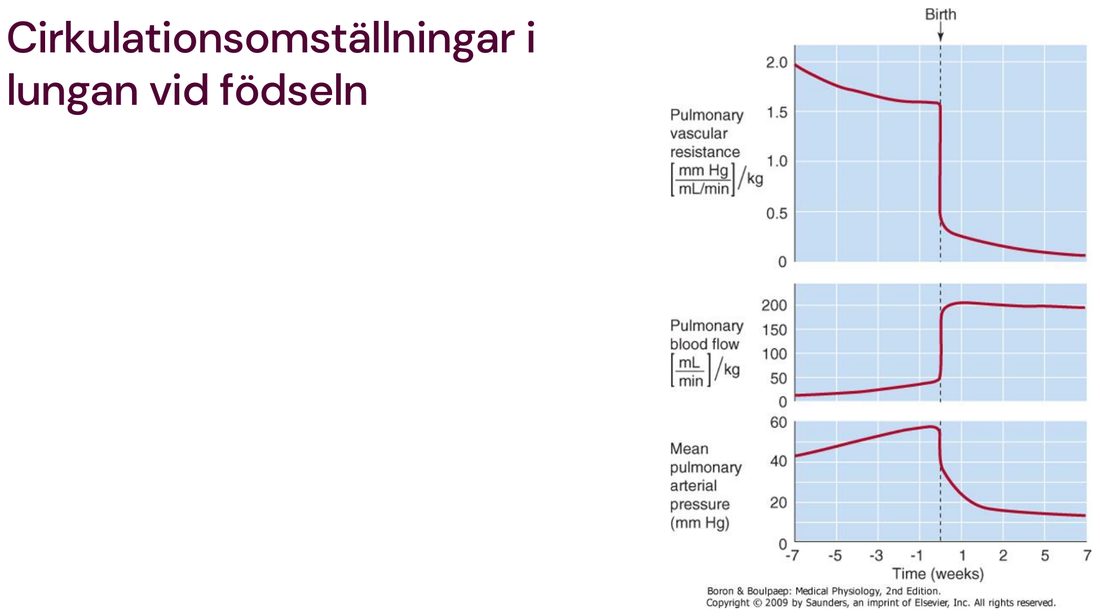 Cirkulationsomställningar i
lungan vid födseln
Birth
Pulmonary
vascular
resistance
[mm Hg
mL/min]/kg
2.0
1.5
1.0
0.5
0
Pulmonary
blood flow
[mL
min]/kg
200
150
100
50
0
Mean
pulmonary
arterial
pressure
(mm Hg)
60
40
20
0
-7 -5 -3 -1 1 2 5 7
Time (weeks)
Boron & Boulpaep: Medical Physiology, 2nd Edition.
Copyright © 2009 by Saunders, an imprint of Elsevier, Inc. All rights reserved.